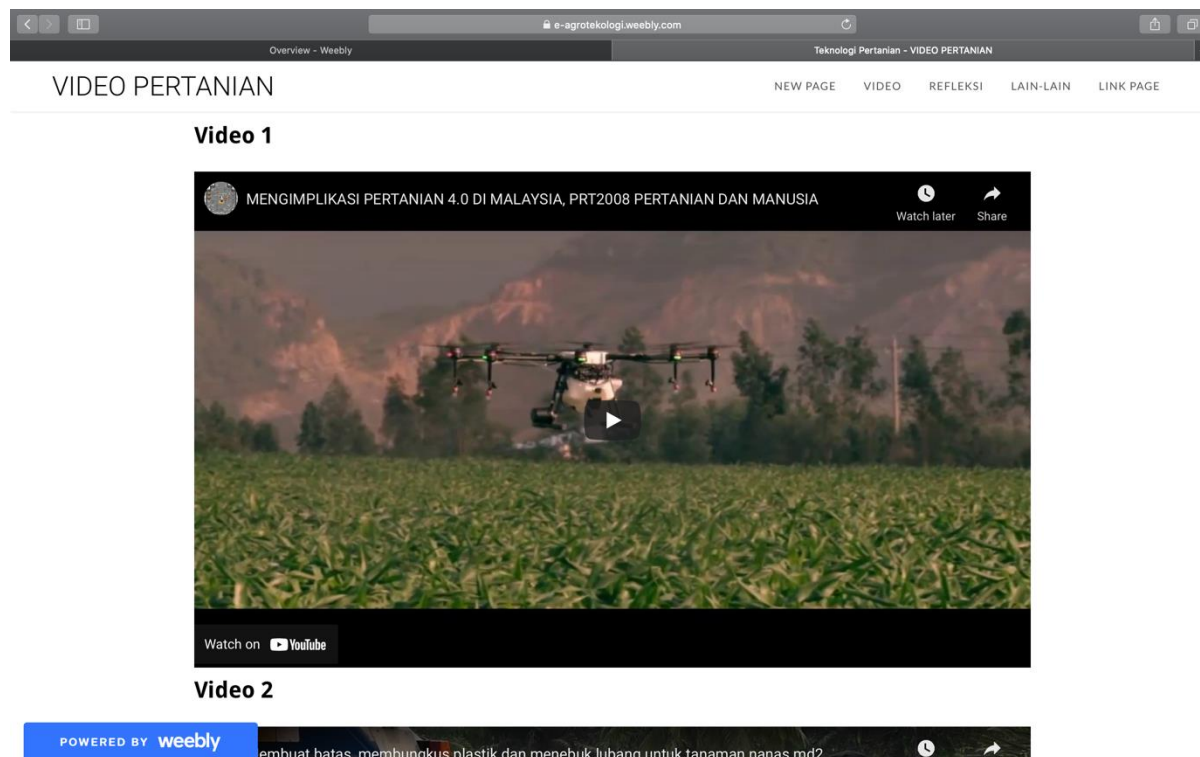 e-agrotekologi.weebly.com
Overview - Weebly
Teknologi Pertanian - VIDEO PERTANIAN
VIDEO PERTANIAN
NEW PAGE
VIDEO
REFLEKSI
LAIN-LAIN
LINK PAGE
Video 1
MENGIMPLIKASI PERTANIAN 4.0 DI MALAYSIA, PRT2008 PERTANIAN DAN MANUSIA
Watch later
Share
Watch on YouTube
Video 2
POWERED BY weebly
batas, membungkus plastik dan menebuk lubang untuk tanaman nanas md2